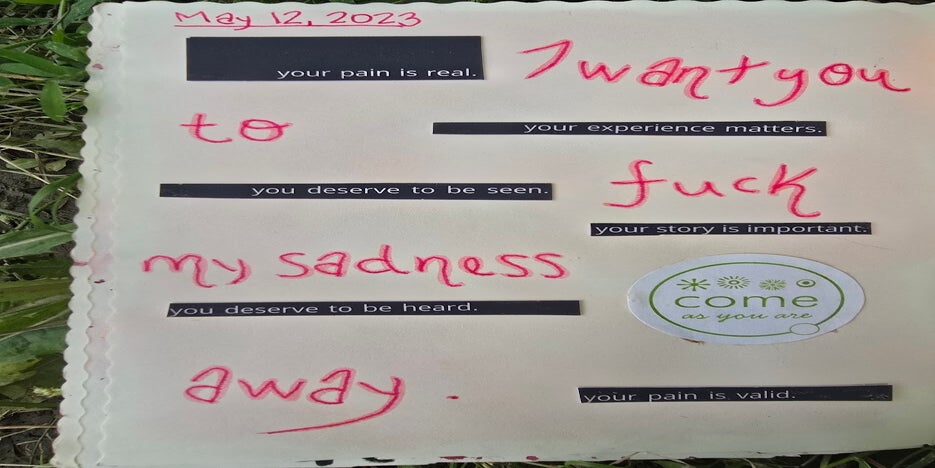 May 12, 2023
your pain is real.
I want you
to
your experience matters.
you deserve to be seen.
fuck
your story is important.
my sadness
come
as you are
you deserve to be heard.
away.
your pain is valid.